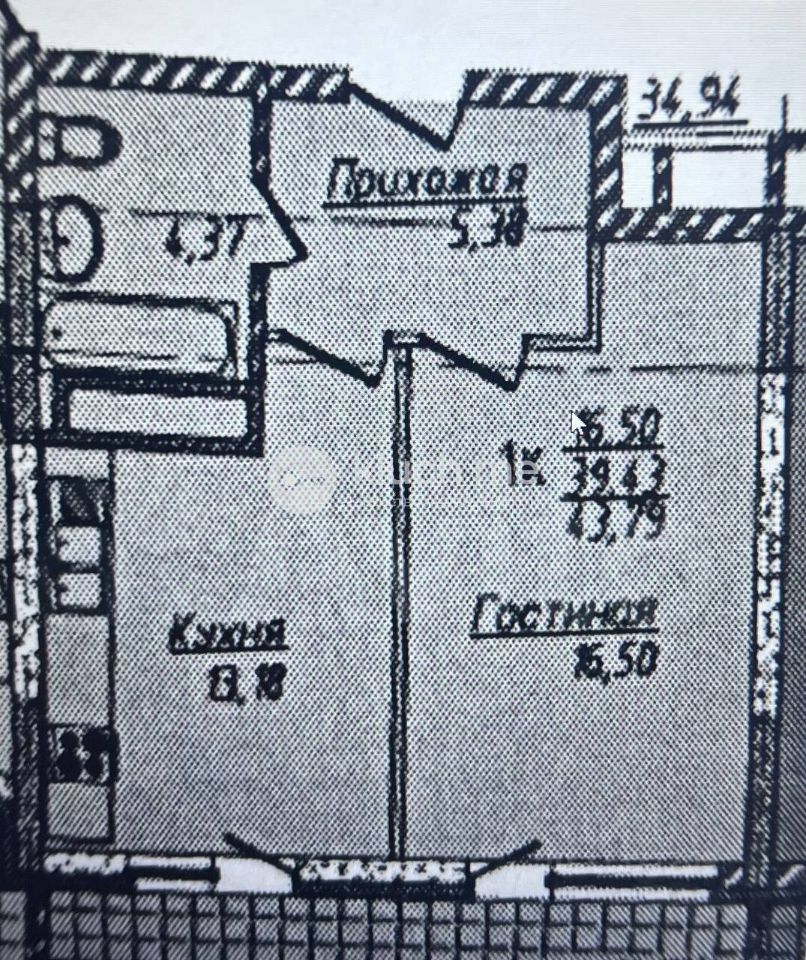 34,94
Прихожая
5,38
4,37
1к
16,50
39,43
43,79
Кухня
13,18
Гостиная
16,50